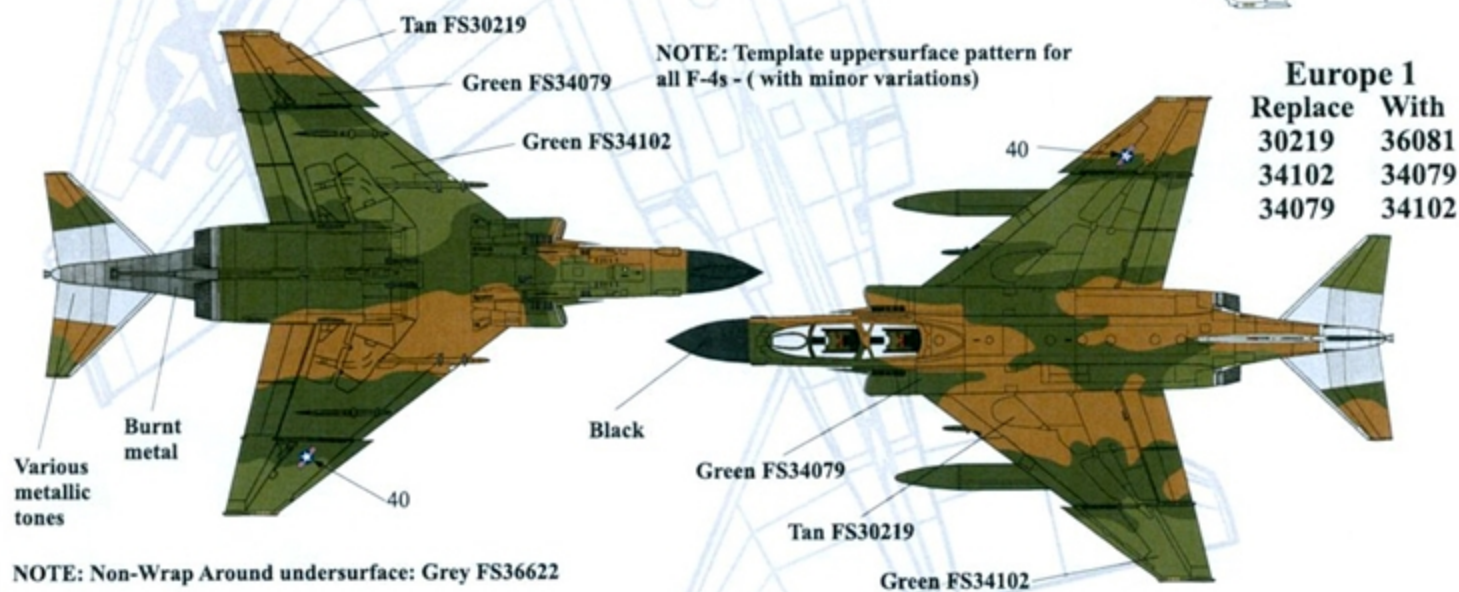 Tan FS30219
Green FS34079
Green FS34102
NOTE: Template uppersurface pattern for
all F-4s - ( with minor variations)
Europe 1
Replace With
30219 36081
34102 34079
34079 34102
40
Various
metallic
tones
Burnt
metal
40
Black
Green FS34079
Tan FS30219
Green FS34102
NOTE: Non-Wrap Around undersurface: Grey FS36622